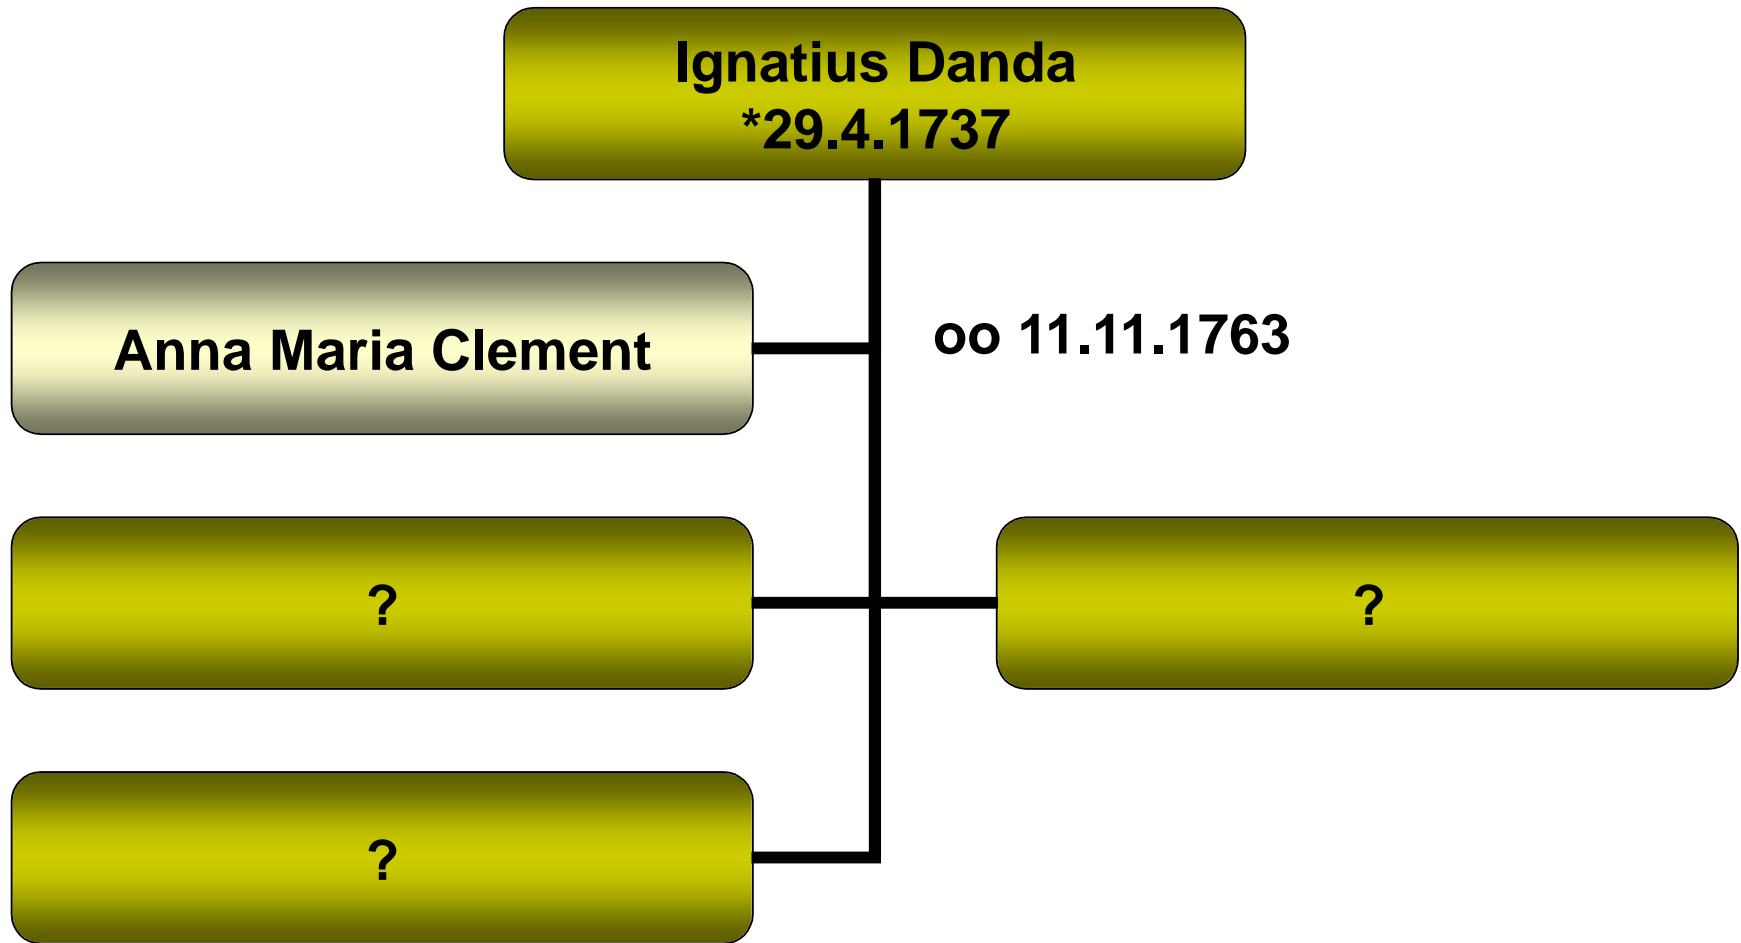 Ignatius Danda
*29.4.1737
Anna Maria Clement
oo 11.11.1763
?
?
?